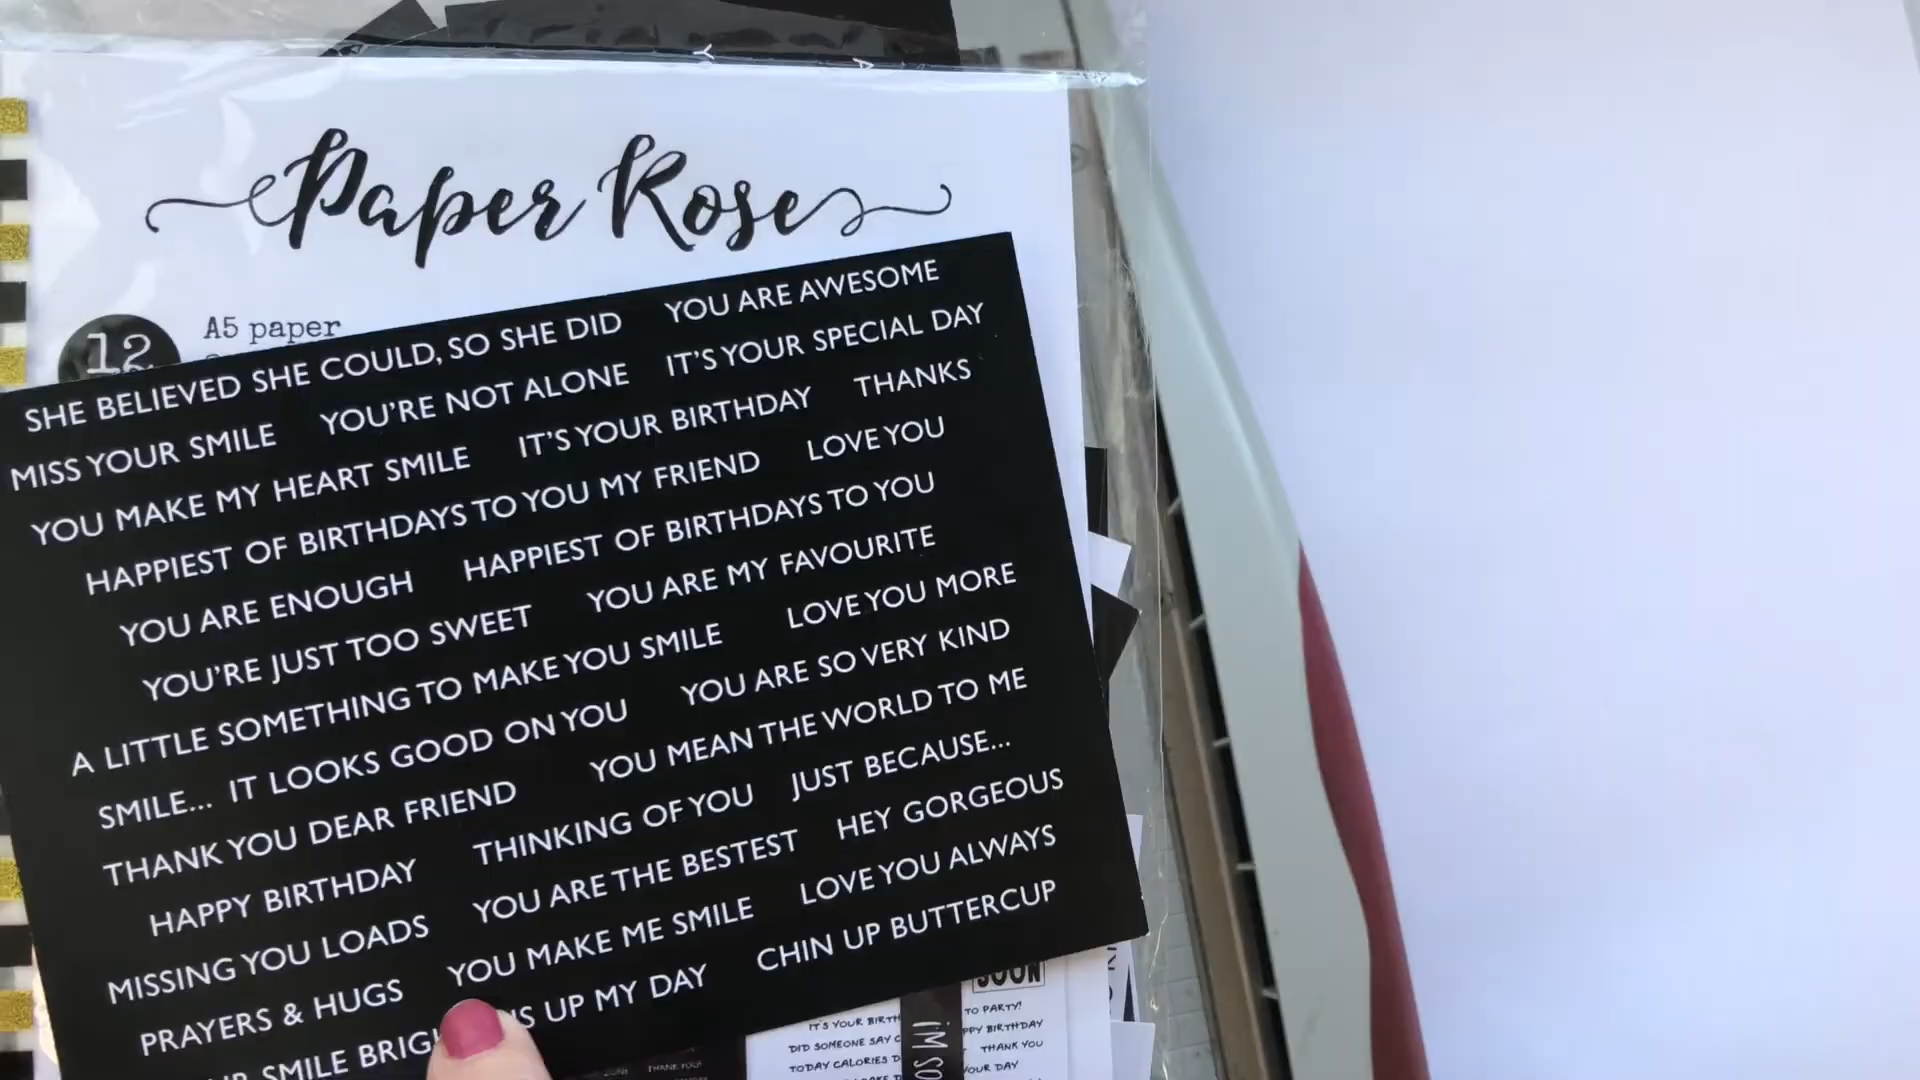 Paper Rose
12 A5 paper
SHE BELIEVED SHE COULD, SO SHE DID YOU ARE AWESOME
MISS YOUR SMILE YOU'RE NOT ALONE IT'S YOUR SPECIAL DAY
YOU MAKE MY HEART SMILE IT'S YOUR BIRTHDAY THANKS
HAPPIEST OF BIRTHDAYS TO YOU MY FRIEND LOVE YOU
YOU ARE ENOUGH HAPPIEST OF BIRTHDAYS TO YOU
YOU'RE JUST TOO SWEET YOU ARE MY FAVOURITE
A LITTLE SOMETHING TO MAKE YOU SMILE LOVE YOU MORE
SMILE... IT LOOKS GOOD ON YOU YOU ARE SO VERY KIND
THANK YOU DEAR FRIEND YOU MEAN THE WORLD TO ME
HAPPY BIRTHDAY THINKING OF YOU JUST BECAUSE...
MISSING YOU LOADS YOU ARE THE BESTEST HEY GORGEOUS
PRAYERS & HUGS YOU MAKE ME SMILE LOVE YOU ALWAYS
SMILE UP MY DAY CHIN UP BUTTERCUP
SOON
IT'S YOUR TO PARTY!
DID SOMEONE SAY
TODAY CALORIES THANK YOU
DAY
I'M
THANK YOU!